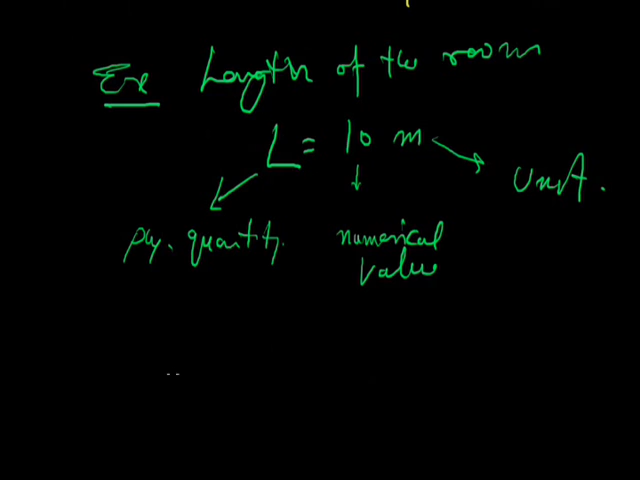 Ex Length of the room
L = 10 m
Unit.
phy. quantity. numerical
value